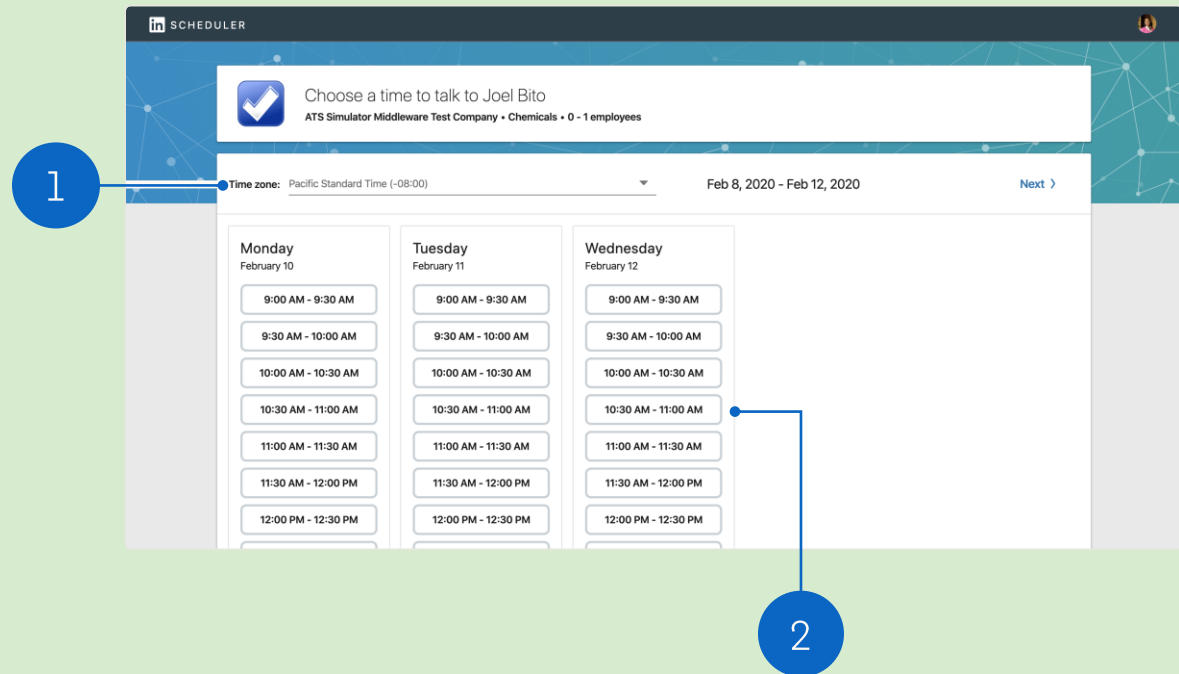 in SCHEDULER
Choose a time to talk to Joel Bito
ATS Simulator Middleware Test Company • Chemicals • 0 - 1 employees
1
Time zone: Pacific Standard Time (-08:00)
Feb 8, 2020 - Feb 12, 2020
Next >
Monday
February 10
9:00 AM - 9:30 AM
9:30 AM - 10:00 AM
10:00 AM - 10:30 AM
10:30 AM - 11:00 AM
11:00 AM - 11:30 AM
11:30 AM - 12:00 PM
12:00 PM - 12:30 PM
Tuesday
February 11
9:00 AM - 9:30 AM
9:30 AM - 10:00 AM
10:00 AM - 10:30 AM
10:30 AM - 11:00 AM
11:00 AM - 11:30 AM
11:30 AM - 12:00 PM
12:00 PM - 12:30 PM
Wednesday
February 12
9:00 AM - 9:30 AM
9:30 AM - 10:00 AM
10:00 AM - 10:30 AM
10:30 AM - 11:00 AM
11:00 AM - 11:30 AM
11:30 AM - 12:00 PM
12:00 PM - 12:30 PM
2